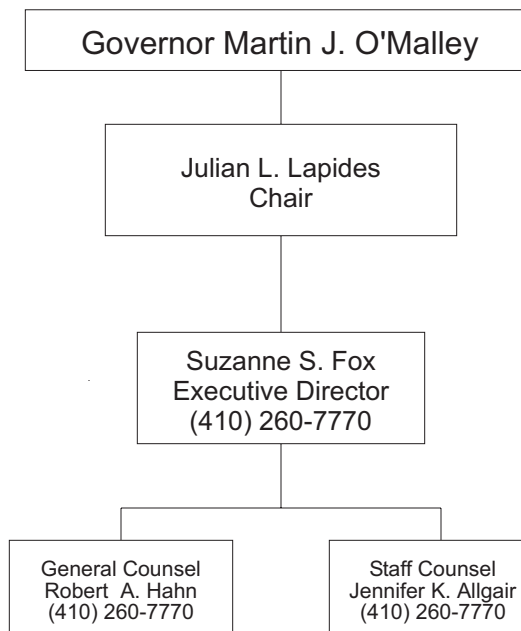 Governor Martin J. O'Malley
Julian L. Lapides
Chair
Suzanne S. Fox
Executive Director
(410) 260-7770
General Counsel
Robert A. Hahn
(410) 260-7770
Staff Counsel
Jennifer K. Allgair
(410) 260-7770